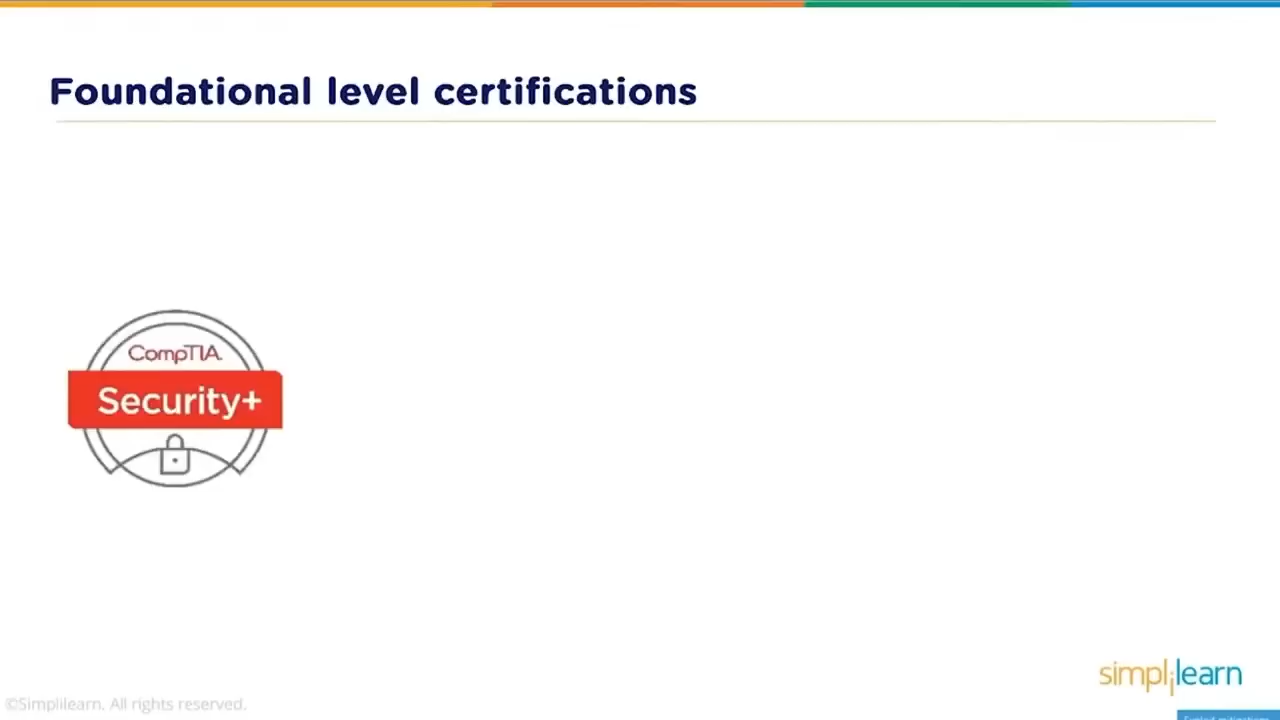 Foundational level certifications
CompTIA.
Security+
simplilearn
©Simplilearn. All rights reserved.